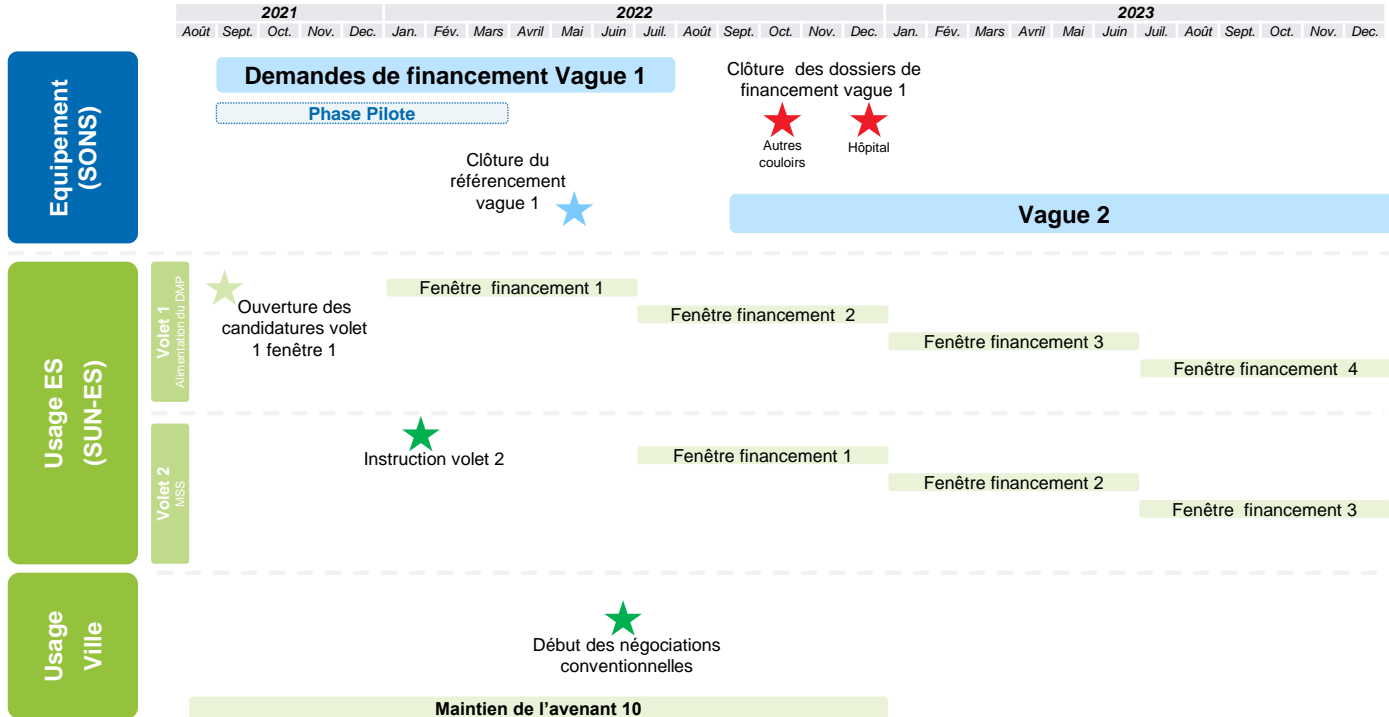 2021 2022 2023
Août Sept. Oct. Nov. Dec. Jan. Fév. Mars Avril Mai Juin Juil. Août Sept. Oct. Nov. Dec. Jan. Fév. Mars Avril Mai Juin Juil. Août Sept. Oct. Nov. Dec.
Equipement
(SONS)
Demandes de financement Vague 1
Phase Pilote
Clôture des dossiers de
financement vague 1
Autres
couloirs
Hôpital
Clôture du
référencement
vague 1
Vague 2
Usage ES
(SUN-ES)
Volet 1
Alimentation du DMP
Ouverture des
candidatures volet
1 fenêtre 1
Fenêtre financement 1
Fenêtre financement 2
Fenêtre financement 3
Fenêtre financement 4
Volet 2
MSS
Instruction volet 2
Fenêtre financement 1
Fenêtre financement 2
Fenêtre financement 3
Usage
Ville
Début des négociations
conventionnelles
Maintien de l’avenant 10